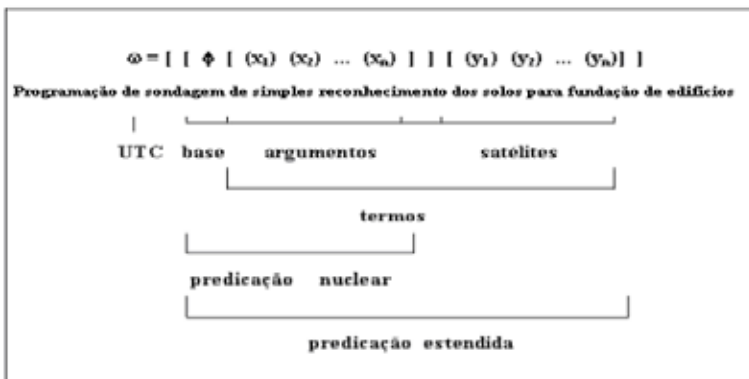 ω = [ [ ϕ [ (x₁) (x₂) ... (xₙ) ] ] [ (y₁) (y₂) ... (yₙ)] ]
Programação de sondagem de simples reconhecimento dos solos para fundação de edifícios
UTC base argumentos satélites
termos
predicação nuclear
predicação estendida